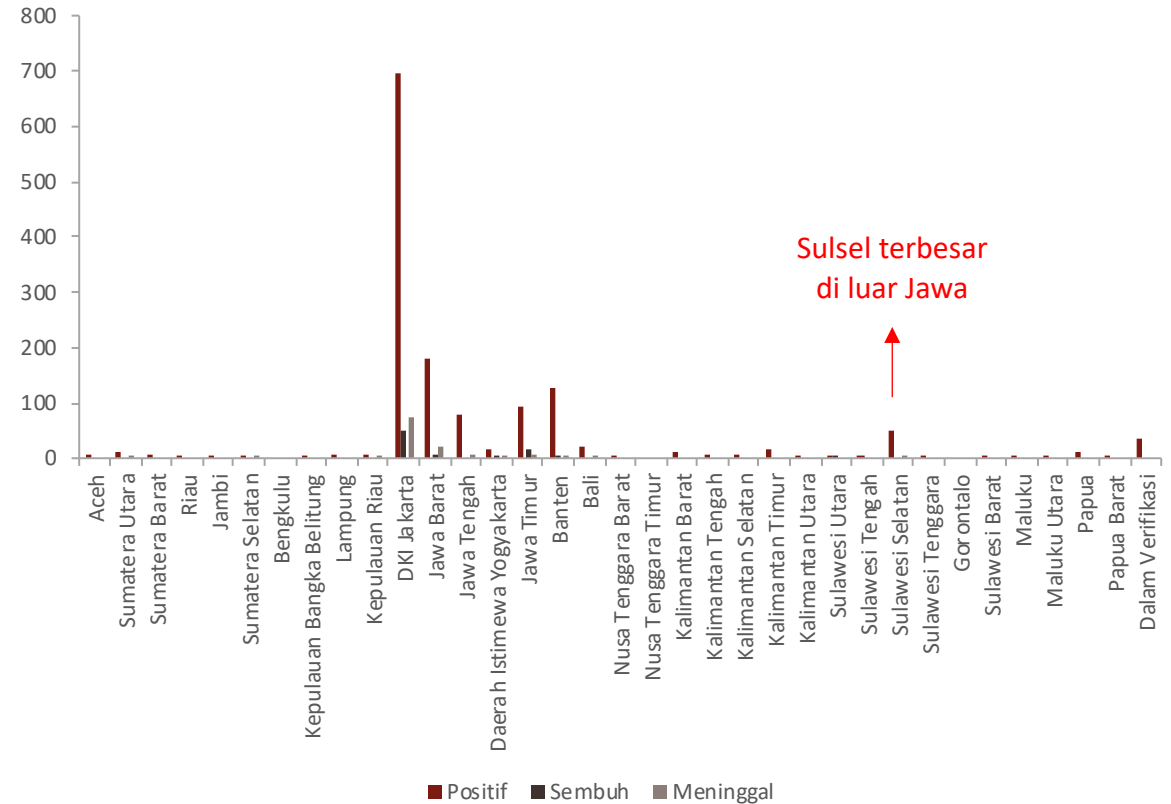 800
700
600
500
400
300
200
100
0
Sulsel terbesar
di luar Jawa
Aceh
Sumatera Utara
Sumatera Barat
Riau
Jambi
Sumatera Selatan
Bengkulu
Kepulauan Bangka Belitung
Lampung
Kepulauan Riau
DKI Jakarta
Jawa Barat
Jawa Tengah
Daerah Istimewa Yogyakarta
Jawa Timur
Banten
Bali
Nusa Tenggara Barat
Nusa Tenggara Timur
Kalimantan Barat
Kalimantan Tengah
Kalimantan Selatan
Kalimantan Timur
Kalimantan Utara
Sulawesi Utara
Sulawesi Tengah
Sulawesi Selatan
Sulawesi Tenggara
Gorontalo
Sulawesi Barat
Maluku
Maluku Utara
Papua
Papua Barat
Dalam Verifikasi
Positif Sembuh Meninggal